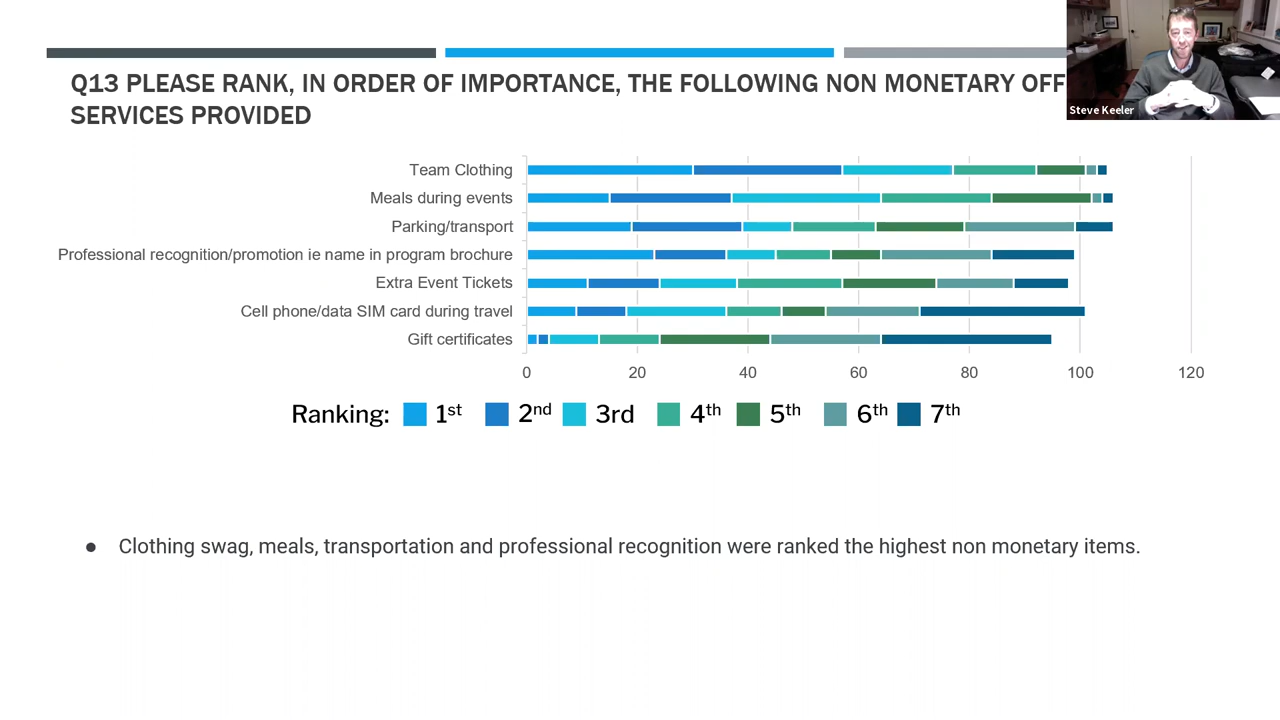 Q13 PLEASE RANK, IN ORDER OF IMPORTANCE, THE FOLLOWING NON MONETARY OFF
SERVICES PROVIDED
Steve Keeler
Team Clothing
Meals during events
Parking/transport
Professional recognition/promotion ie name in program brochure
Extra Event Tickets
Cell phone/data SIM card during travel
Gift certificates
0 20 40 60 80 100 120
Ranking: 1st 2nd 3rd 4th 5th 6th 7th
● Clothing swag, meals, transportation and professional recognition were ranked the highest non monetary items.